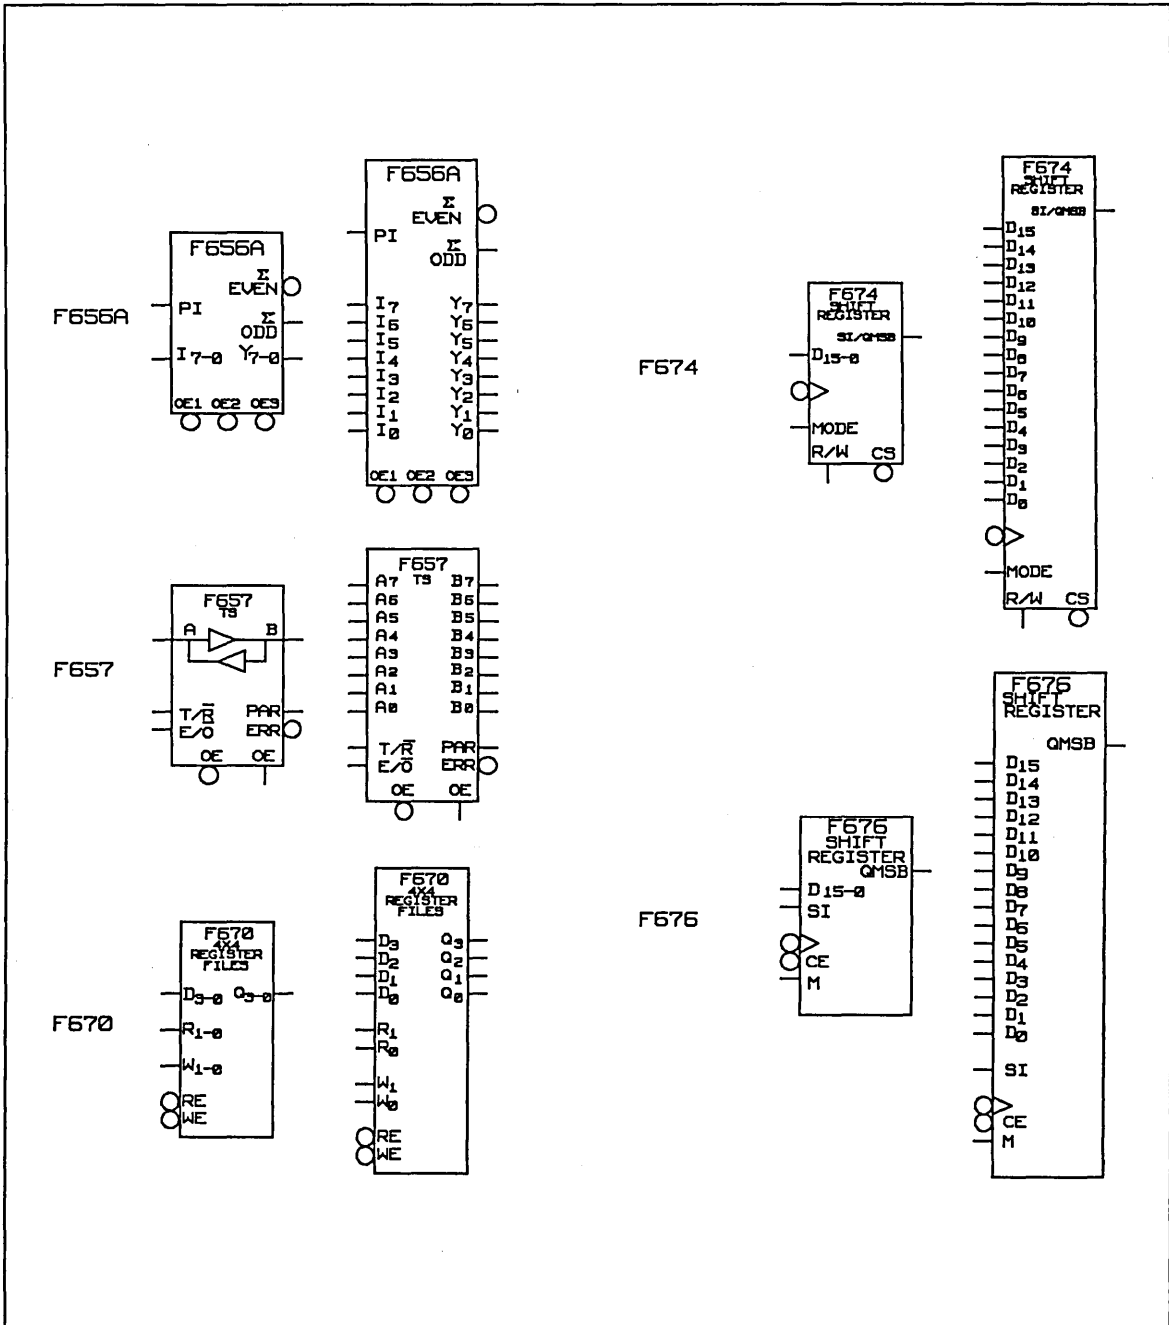 F656A
F656A
Σ
EVEN
PI
Σ
ODD
I7-0 Y7-0
OE1 OE2 OE3
F656A
Σ
EVEN
PI
Σ
ODD
I7 Y7
I6 Y6
I5 Y5
I4 Y4
I3 Y3
I2 Y2
I1 Y1
I0 Y0
OE1 OE2 OE3
F657
F657
TS
A B
T/R̅ PAR
E/O̅ ERR
OE OE
F657
TS
A7 B7
A6 B6
A5 B5
A4 B4
A3 B3
A2 B2
A1 B1
A0 B0
T/R̅ PAR
E/O̅ ERR
OE OE
F670
F670
4X4
REGISTER
FILES
D3-0 Q3-0
R1-0
W1-0
RE
WE
F670
4X4
REGISTER
FILES
D3 Q3
D2 Q2
D1 Q1
D0 Q0
R1
R0
W1
W0
RE
WE
F674
F674
SHIFT
REGISTER
SI/QMSB
D15-0
MODE
R/W CS
F674
SHIFT
REGISTER
SI/QMSB
D15
D14
D13
D12
D11
D10
D9
D8
D7
D6
D5
D4
D3
D2
D1
D0
MODE
R/W CS
F676
F676
SHIFT
REGISTER
QMSB
D15-0
SI
CE
M
F676
SHIFT
REGISTER
QMSB
D15
D14
D13
D12
D11
D10
D9
D8
D7
D6
D5
D4
D3
D2
D1
D0
SI
CE
M